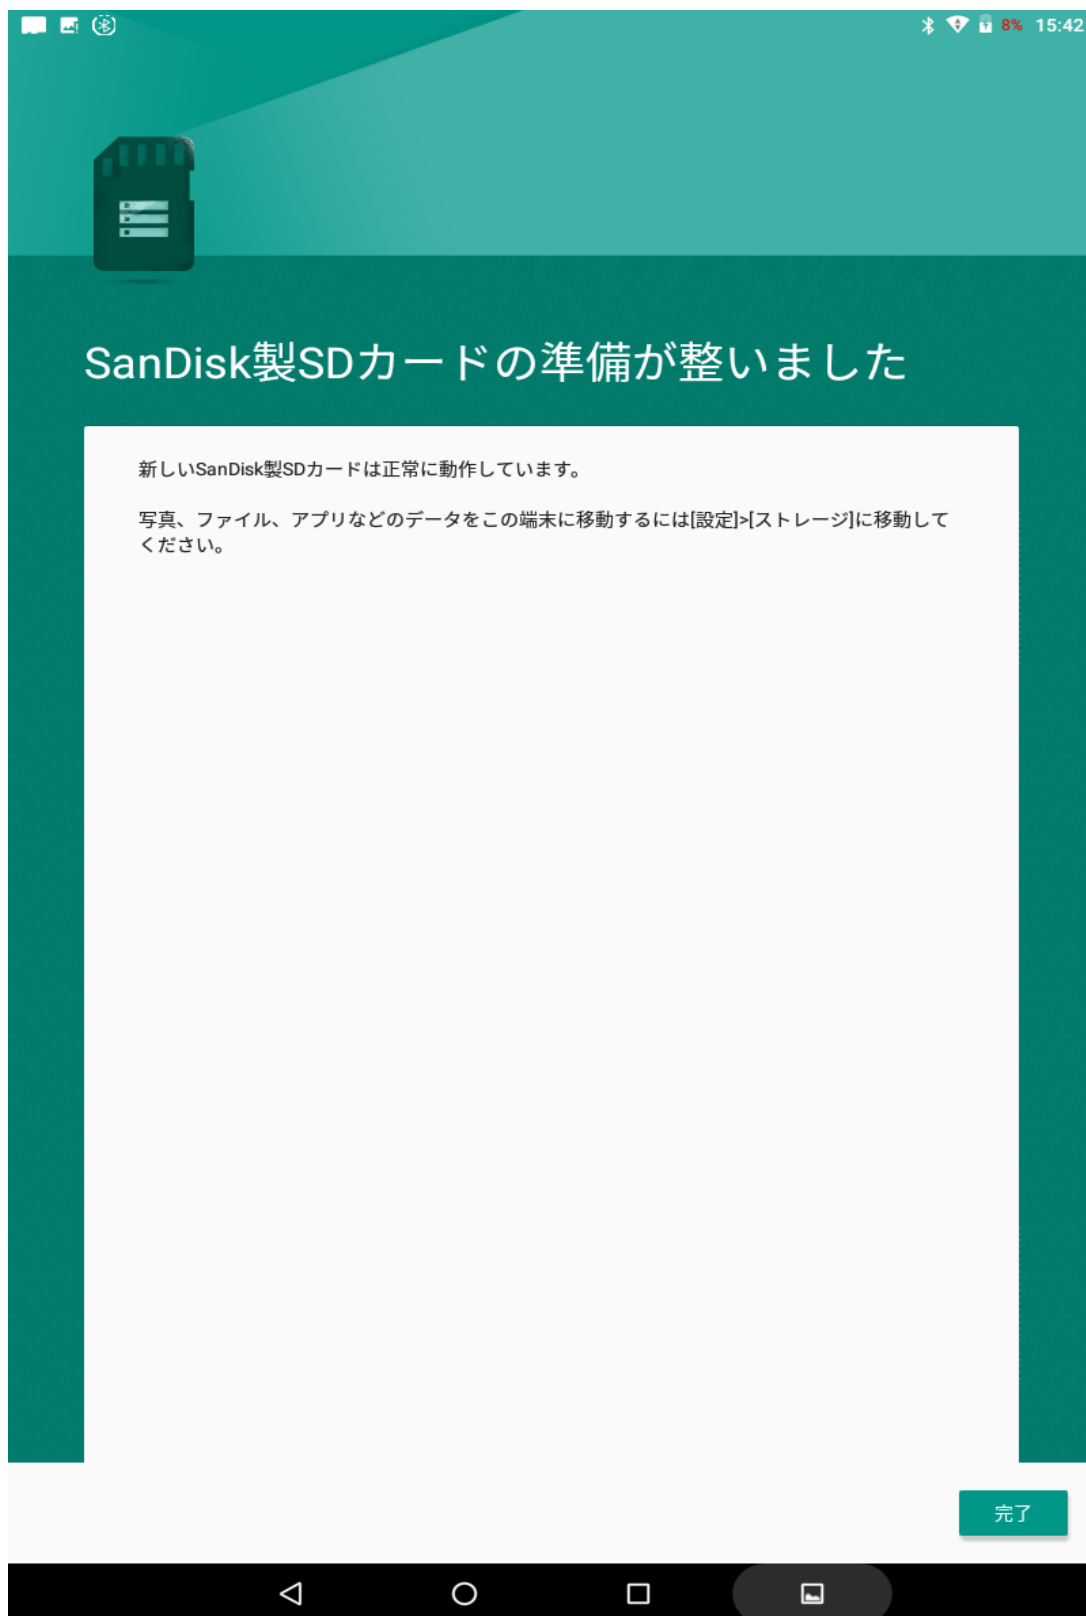 8% 15:42
SanDisk製SDカードの準備が整いました
新しいSanDisk製SDカードは正常に動作しています。
写真、ファイル、アプリなどのデータをこの端末に移動するには[設定]>[ストレージ]に移動して
ください。
完了